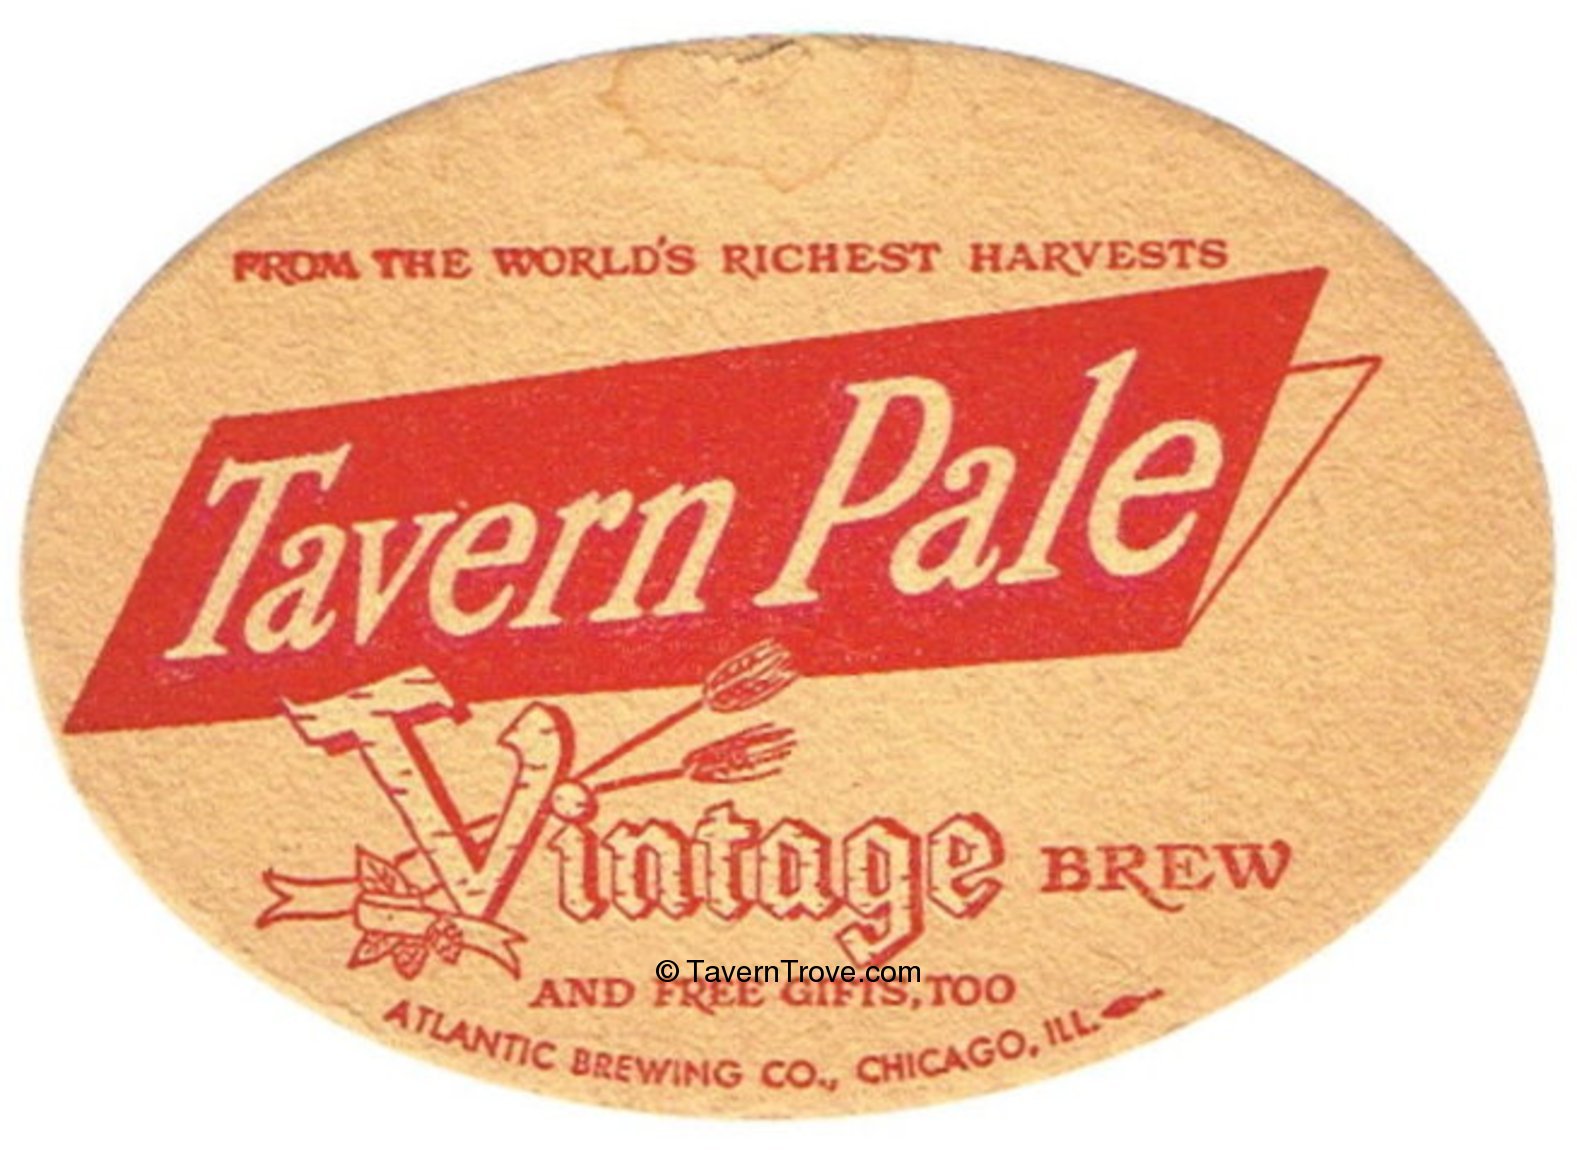 FROM THE WORLD'S RICHEST HARVESTS
Tavern Pale
Vintage BREW
© TavernTrove.com
AND FREE GIFTS, TOO
ATLANTIC BREWING CO., CHICAGO, ILL.